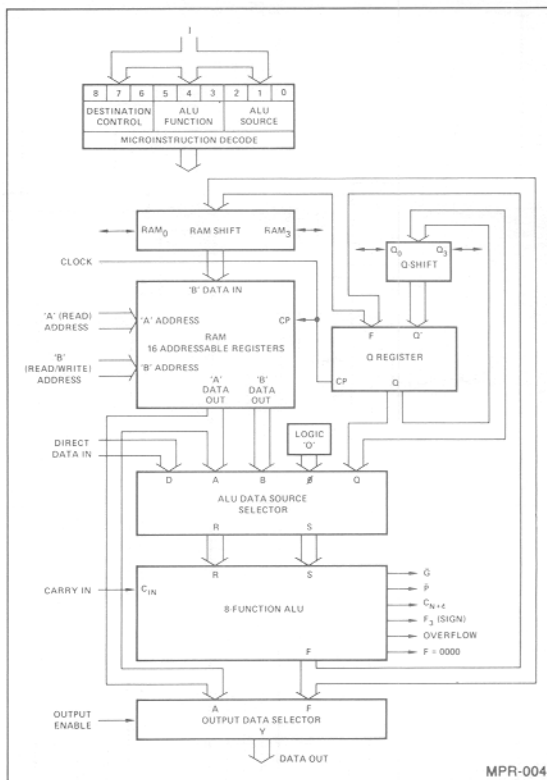 I
8 7 6 5 4 3 2 1 0
DESTINATION CONTROL
ALU FUNCTION
ALU SOURCE
MICROINSTRUCTION DECODE
RAM0 RAM SHIFT RAM3
Q0 Q3
Q SHIFT
CLOCK
'B' DATA IN
'A' (READ) ADDRESS
'A' ADDRESS
CP
RAM
16 ADDRESSABLE REGISTERS
'B' (READ/WRITE) ADDRESS
'B' ADDRESS
'A' DATA OUT
'B' DATA OUT
F Q'
Q REGISTER
CP Q
LOGIC '0'
DIRECT DATA IN
D A B Ø Q
ALU DATA SOURCE SELECTOR
R S
R S
CARRY IN
CIN
8-FUNCTION ALU
F
Ḡ
P̄
CN+4
F3 (SIGN)
OVERFLOW
F = 0000
A F
OUTPUT ENABLE
OUTPUT DATA SELECTOR
Y
DATA OUT
MPR-004